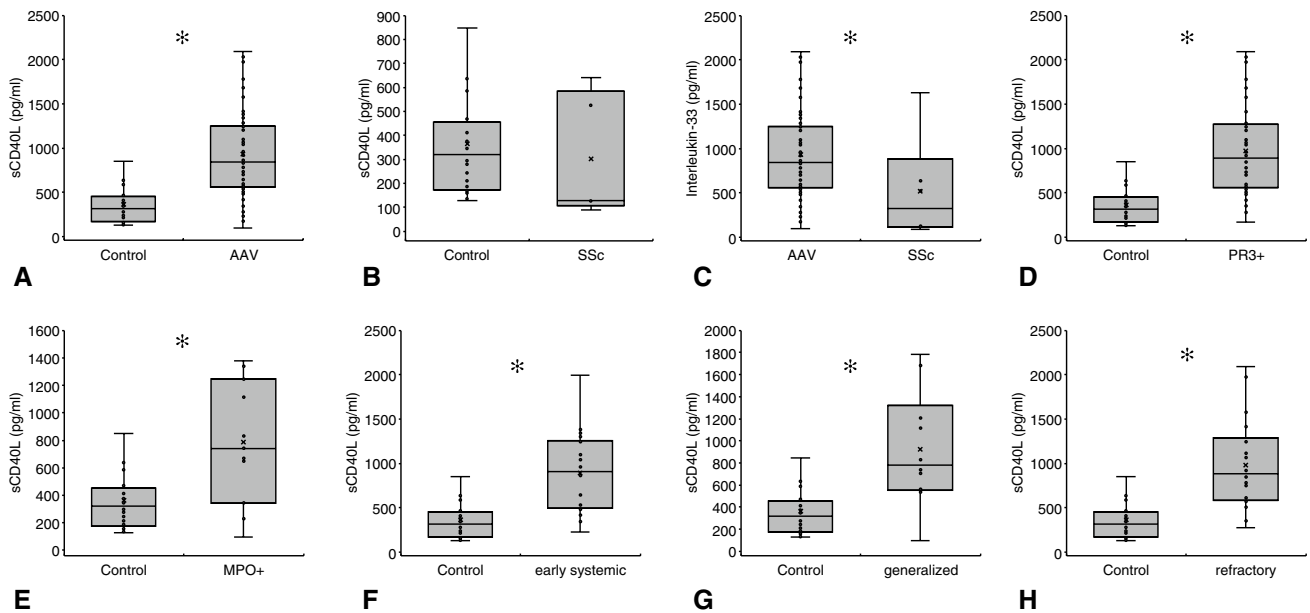 sCD40L (pg/ml)
2500
2000
1500
1000
500
0
*
Control
AAV
A
sCD40L (pg/ml)
900
800
700
600
500
400
300
200
100
0
Control
SSc
B
Interleukin-33 (pg/ml)
2500
2000
1500
1000
500
0
*
AAV
SSc
C
sCD40L (pg/ml)
2500
2000
1500
1000
500
0
*
Control
PR3+
D
sCD40L (pg/ml)
1600
1400
1200
1000
800
600
400
200
0
*
Control
MPO+
E
sCD40L (pg/ml)
2500
2000
1500
1000
500
0
*
Control
early systemic
F
sCD40L (pg/ml)
2000
1800
1600
1400
1200
1000
800
600
400
200
0
*
Control
generalized
G
sCD40L (pg/ml)
2500
2000
1500
1000
500
0
*
Control
refractory
H